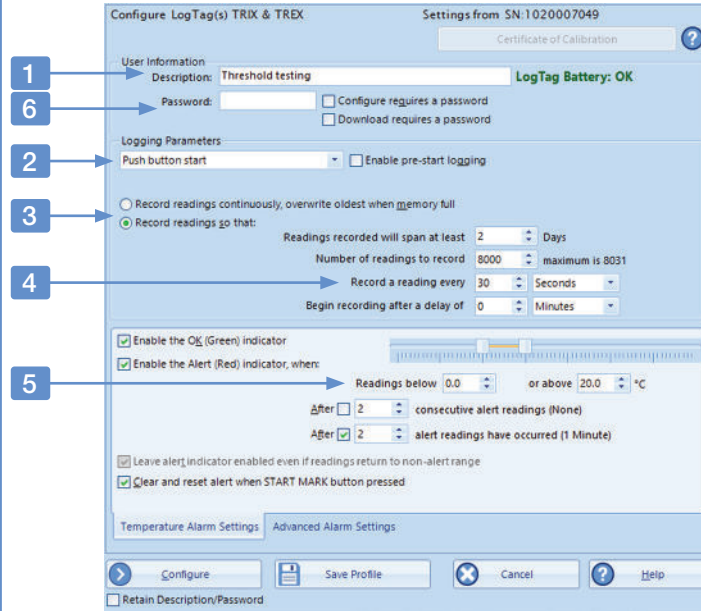 Configure LogTag(s) TRIX & TREX Settings from SN:1020007049
Certificate of Calibration ?
User Information
1 Description: Threshold testing LogTag Battery: OK
6 Password: Configure requires a password
Download requires a password
Logging Parameters
2 Push button start Enable pre-start logging
3 Record readings continuously, overwrite oldest when memory full
Record readings so that:
Readings recorded will span at least 2 Days
Number of readings to record 8000 maximum is 8031
4 Record a reading every 30 Seconds
Begin recording after a delay of 0 Minutes
Enable the OK (Green) indicator
Enable the Alert (Red) indicator, when:
5 Readings below 0.0 or above 20.0 °C
After 2 consecutive alert readings (None)
After 2 alert readings have occurred (1 Minute)
Leave alert indicator enabled even if readings return to non-alert range
Clear and reset alert when START MARK button pressed
Temperature Alarm Settings Advanced Alarm Settings
Configure Save Profile Cancel ? Help
Retain Description/Password